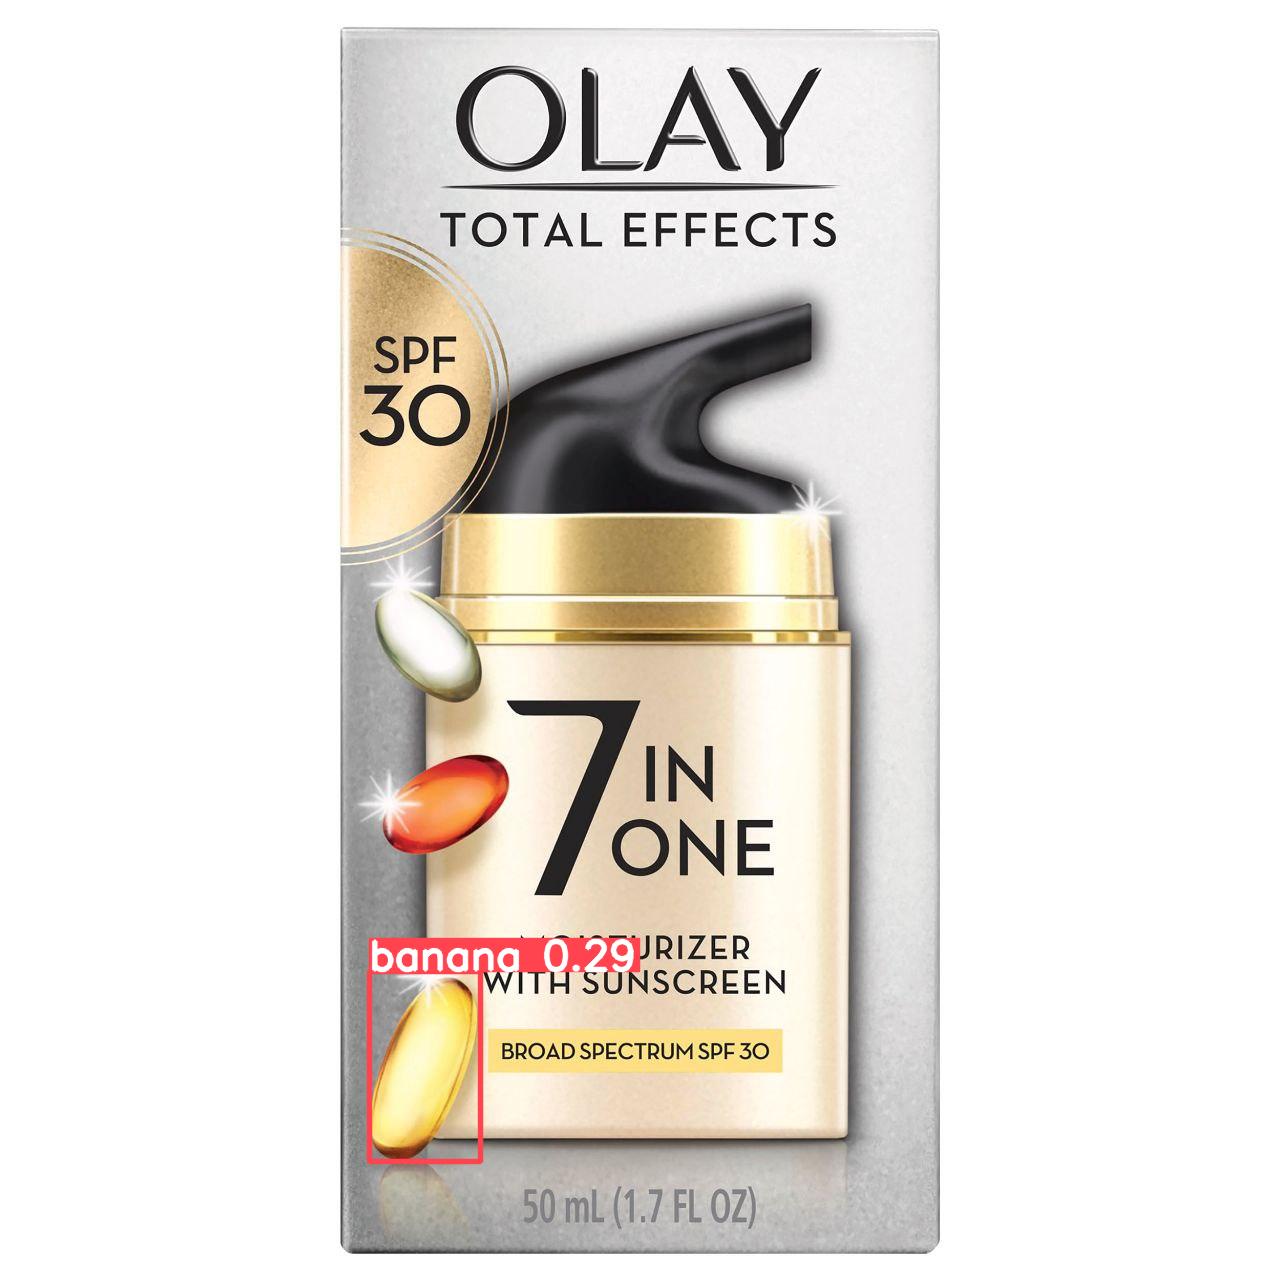 OLAY
TOTAL EFFECTS
SPF
30
7 IN
ONE
banana 0.29
MOISTURIZER
WITH SUNSCREEN
BROAD SPECTRUM SPF 30
50 mL (1.7 FL OZ)